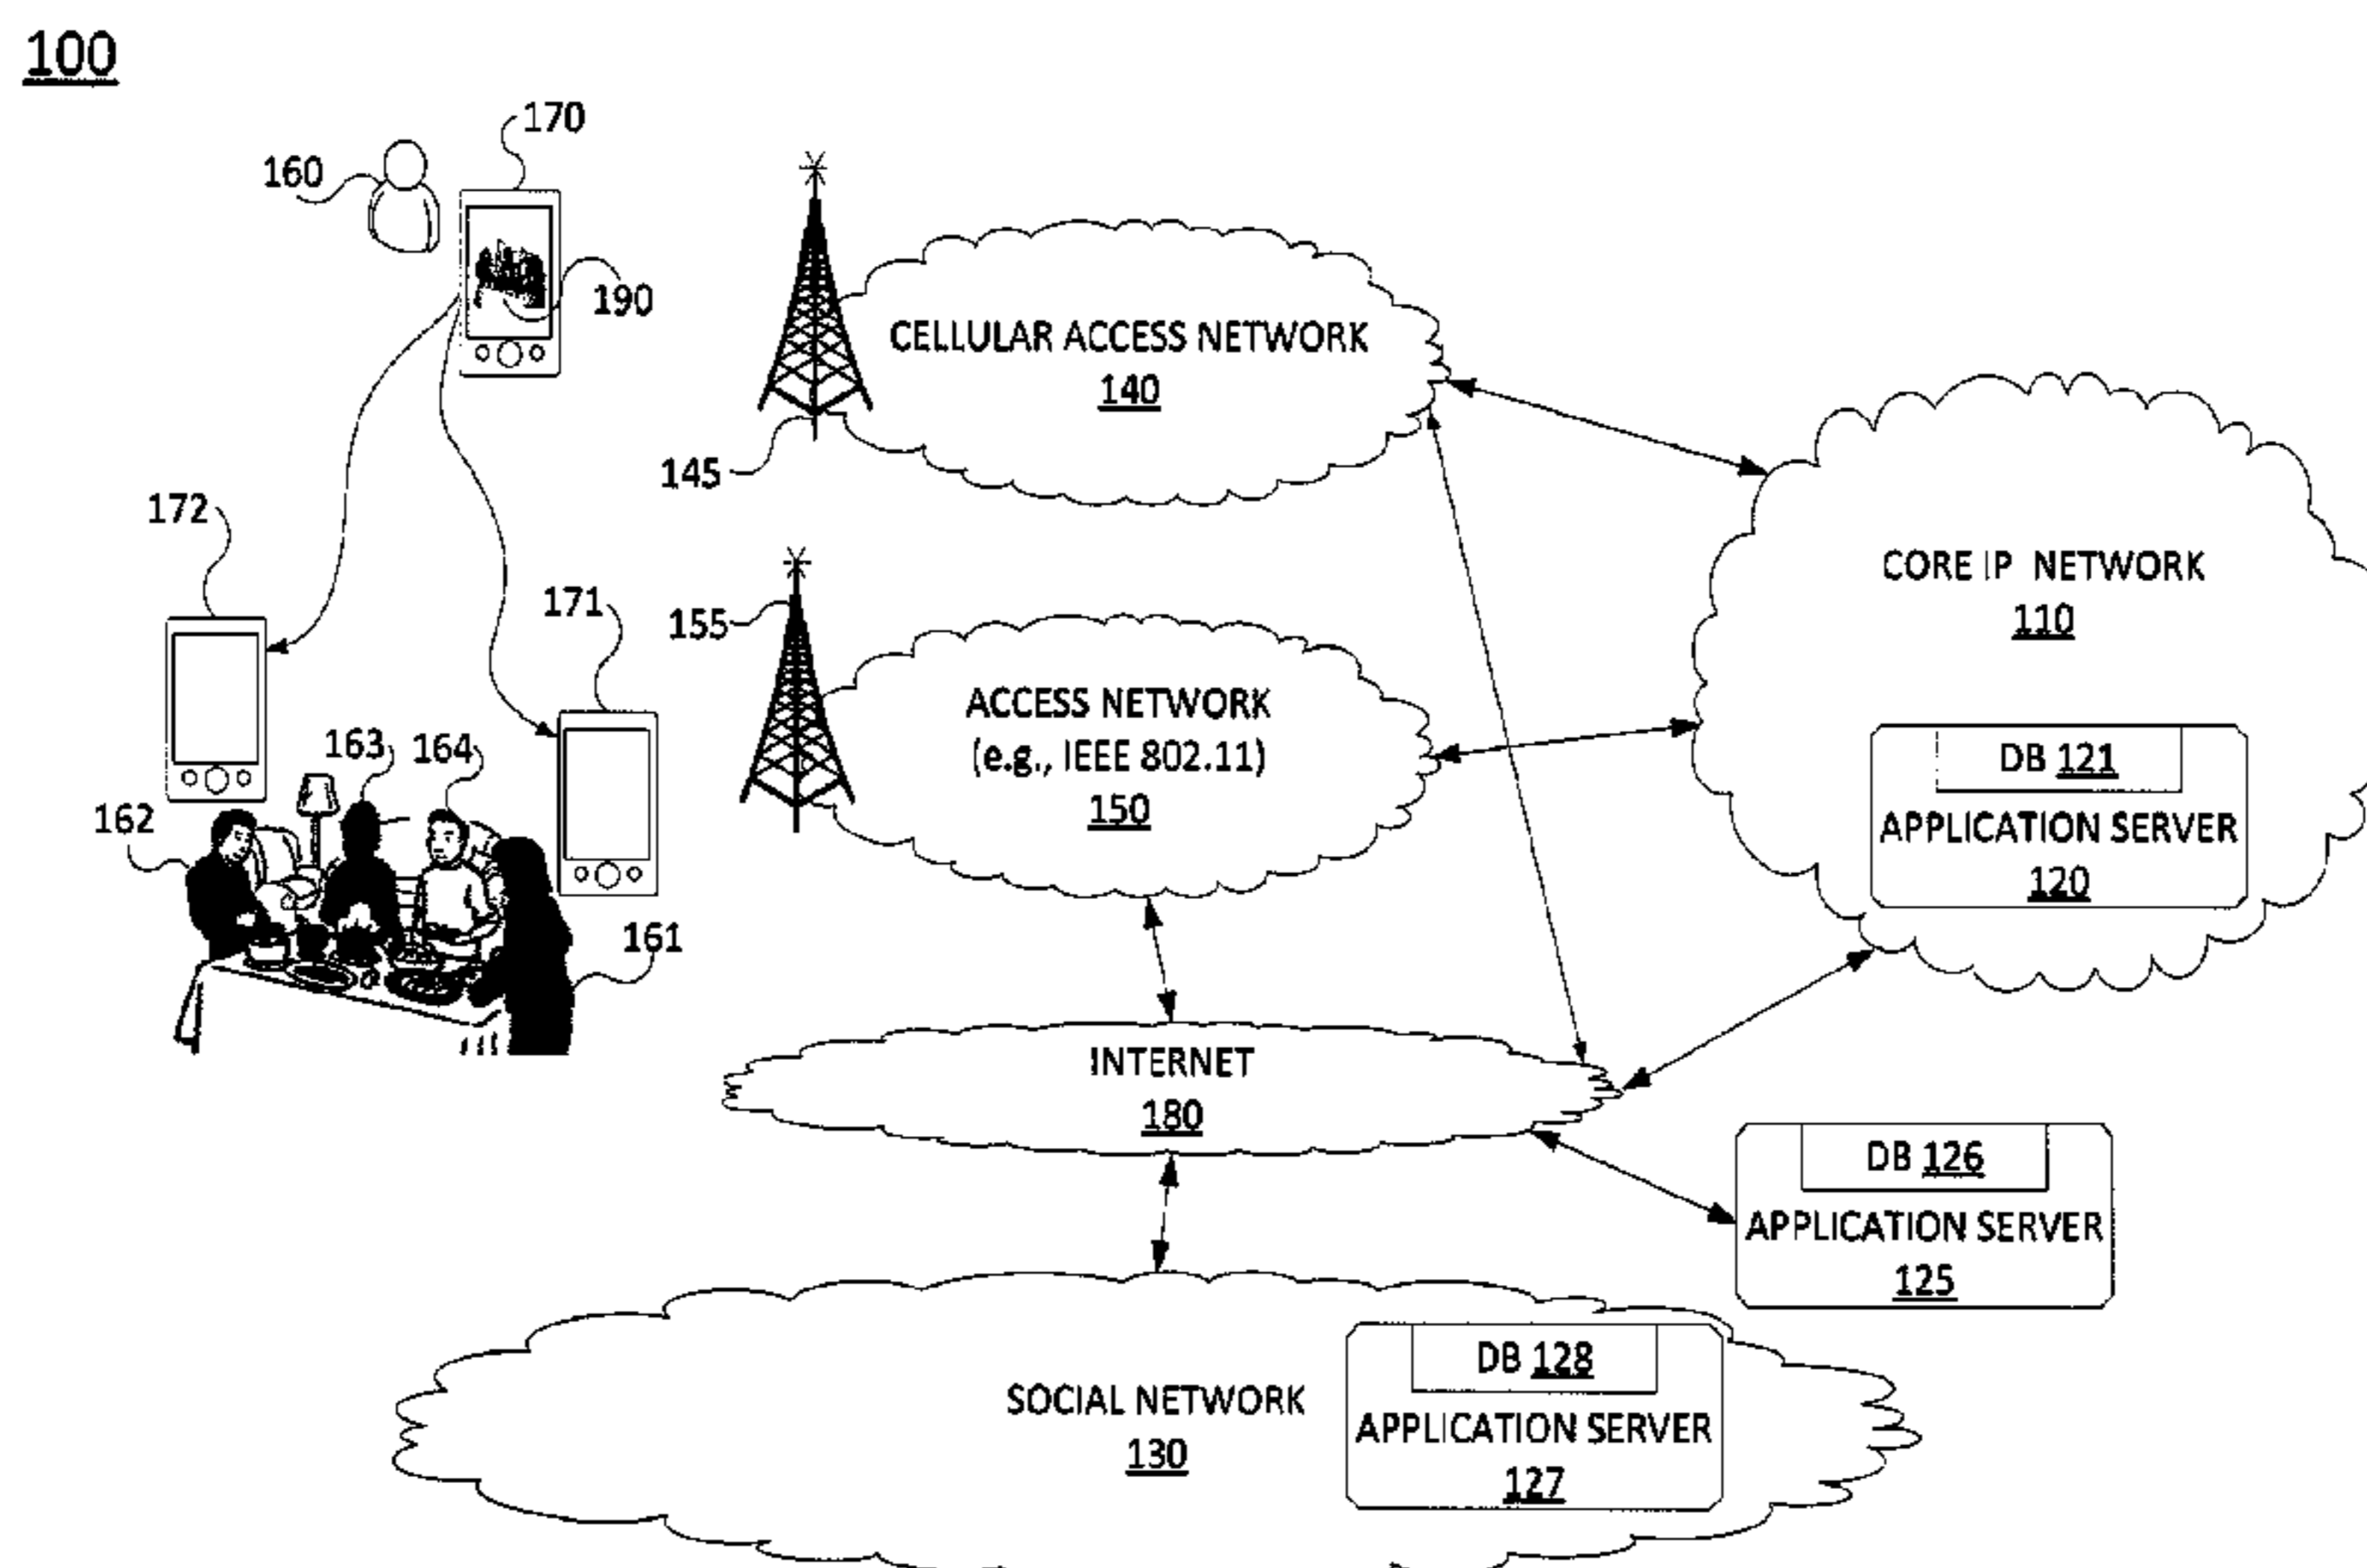 100
170
160
190
CELLULAR ACCESS NETWORK
140
145
172
171
155
CORE IP NETWORK
110
ACCESS NETWORK
(e.g., IEEE 802.11)
150
163
164
162
161
DB 121
APPLICATION SERVER
120
INTERNET
180
DB 126
APPLICATION SERVER
125
SOCIAL NETWORK
130
DB 128
APPLICATION SERVER
127